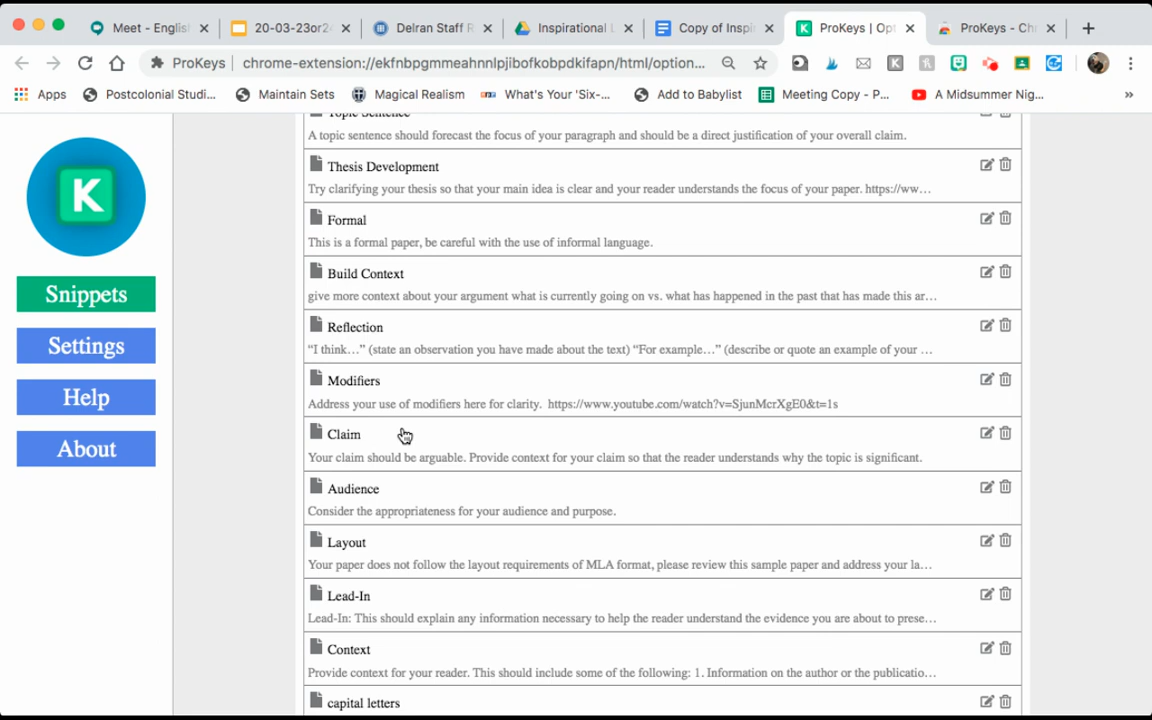 Meet - Englis
20-03-23or2
Delran Staff R
Inspirational L
Copy of Inspi
ProKeys | Opt
ProKeys - Chr
ProKeys
chrome-extension://ekfnbpgmmeahnnlpjibofkobpdkifapn/html/option...
Apps
Postcolonial Studi...
Maintain Sets
Magical Realism
What's Your 'Six-...
Add to Babylist
Meeting Copy - P...
A Midsummer Nig...
»
K
Snippets
Settings
Help
About
Topic Sentence
A topic sentence should forecast the focus of your paragraph and should be a direct justification of your overall claim.
Thesis Development
Try clarifying your thesis so that your main idea is clear and your reader understands the focus of your paper. https://ww...
Formal
This is a formal paper, be careful with the use of informal language.
Build Context
give more context about your argument what is currently going on vs. what has happened in the past that has made this ar...
Reflection
“I think…” (state an observation you have made about the text) “For example…” (describe or quote an example of your ...
Modifiers
Address your use of modifiers here for clarity. https://www.youtube.com/watch?v=SjunMcrXgE0&t=1s
Claim
Your claim should be arguable. Provide context for your claim so that the reader understands why the topic is significant.
Audience
Consider the appropriateness for your audience and purpose.
Layout
Your paper does not follow the layout requirements of MLA format, please review this sample paper and address your la...
Lead-In
Lead-In: This should explain any information necessary to help the reader understand the evidence you are about to prese...
Context
Provide context for your reader. This should include some of the following: 1. Information on the author or the publicatio...
capital letters